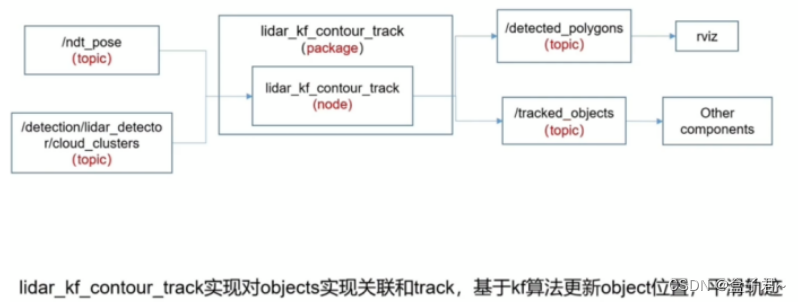 /ndt_pose
(topic)
/detection/lidar_detecto
r/cloud_clusters
(topic)
lidar_kf_contour_track
(package)
lidar_kf_contour_track
(node)
/detected_polygons
(topic)
rviz
/tracked_objects
(topic)
Other
components
lidar_kf_contour_track实现对objects实现关联和track，基于kf算法更新object位置，平滑轨迹